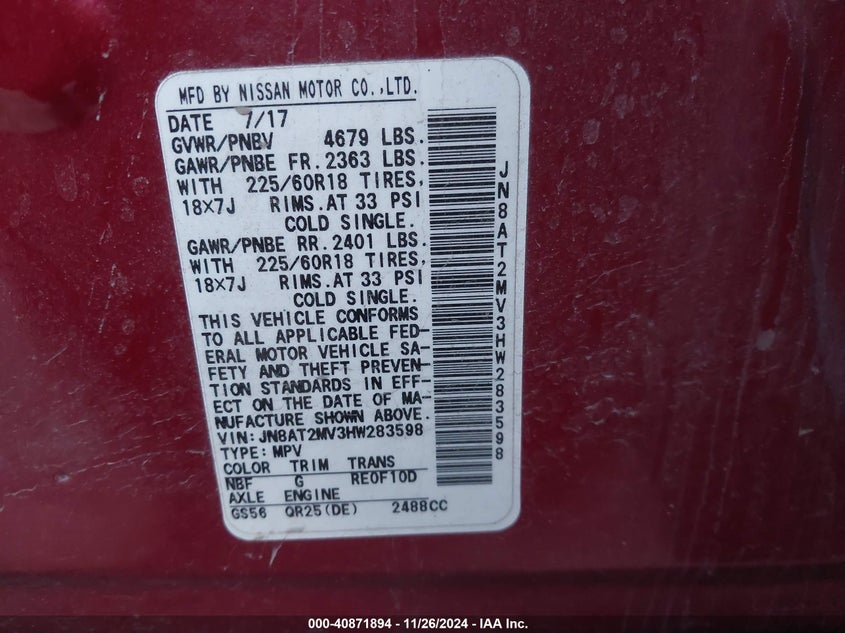 MFD BY NISSAN MOTOR CO.,LTD.
DATE 7/17
GVWR/PNBV 4679 LBS.
GAWR/PNBE FR.2363 LBS.
WITH 225/60R18 TIRES,
18X7J RIMS.AT 33 PSI
COLD SINGLE.
GAWR/PNBE RR.2401 LBS.
WITH 225/60R18 TIRES,
18X7J RIMS.AT 33 PSI
COLD SINGLE.
THIS VEHICLE CONFORMS
TO ALL APPLICABLE FED-
ERAL MOTOR VEHICLE SA-
FETY AND THEFT PREVEN-
TION STANDARDS IN EFF-
ECT ON THE DATE OF MA-
NUFACTURE SHOWN ABOVE.
VIN:JN8AT2MV3HW283598
TYPE:MPV
COLOR TRIM TRANS
NBF G RE0F10D
AXLE ENGINE
GS56 QR25(DE) 2488CC
JN8AT2MV3HW283598
000-40871894 - 11/26/2024 - IAA Inc.